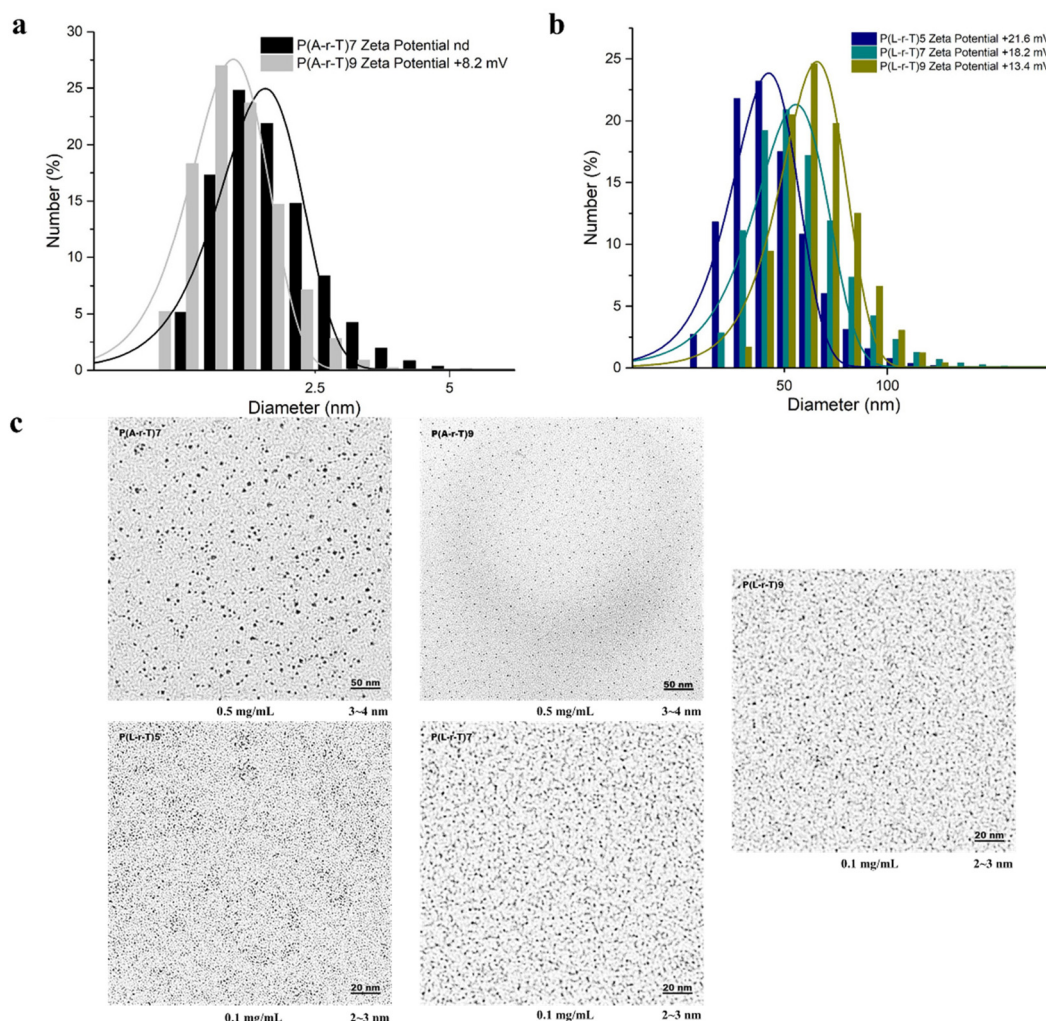 a
P(A-r-T)7 Zeta Potential nd
P(A-r-T)9 Zeta Potential +8.2 mV
Number (%)
30
25
20
15
10
5
0
2.5
5
Diameter (nm)
b
P(L-r-T)5 Zeta Potential +21.6 mV
P(L-r-T)7 Zeta Potential +18.2 mV
P(L-r-T)9 Zeta Potential +13.4 mV
Number (%)
25
20
15
10
5
0
50
100
Diameter (nm)
c
P(A-r-T)7
50 nm
0.5 mg/mL 3~4 nm
P(A-r-T)9
50 nm
0.5 mg/mL 3~4 nm
P(L-r-T)9
20 nm
0.1 mg/mL 2~3 nm
P(L-r-T)5
20 nm
0.1 mg/mL 2~3 nm
P(L-r-T)7
20 nm
0.1 mg/mL 2~3 nm